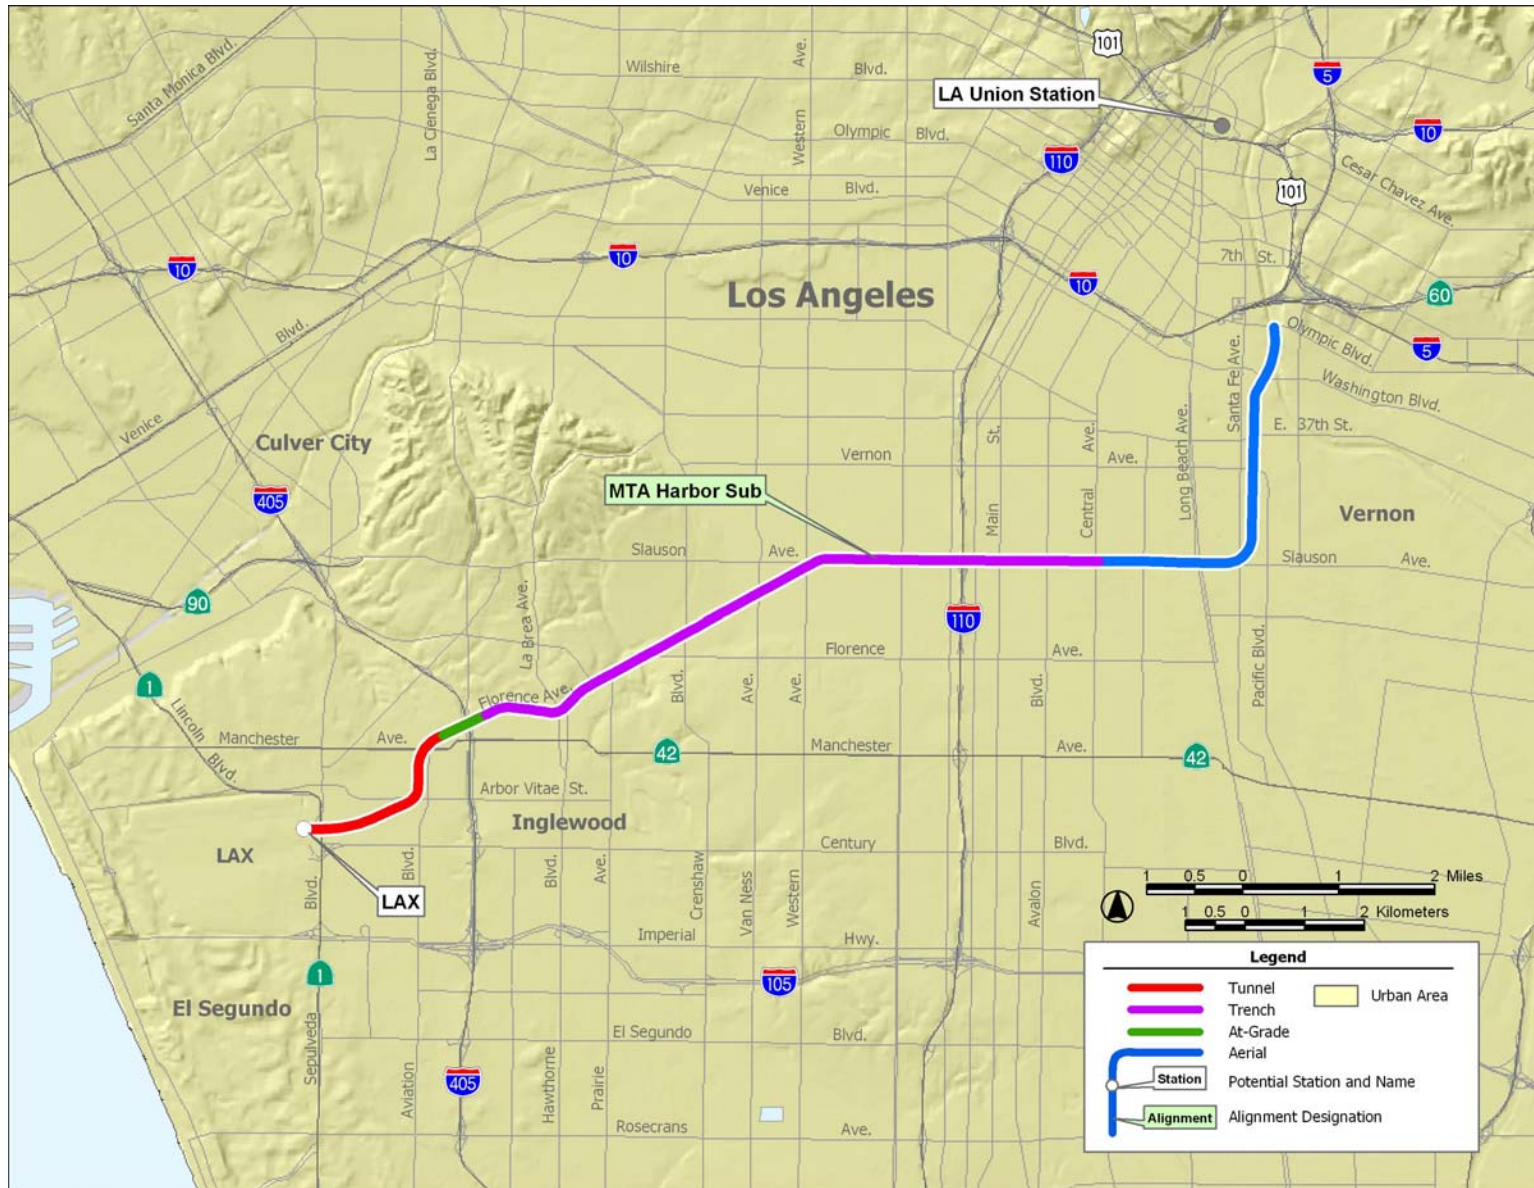 101
Wilshire
Blvd.
Ave.
Western
Santa Monica Blvd.
La Cienega Blvd.
5
LA Union Station
Olympic
Blvd.
10
110
Cesar Chavez Ave.
Venice
Blvd.
101
10
10
7th St.
10
Los Angeles
60
Venice
Blvd.
Olympic Blvd.
5
Santa Fe Ave.
Washington Blvd.
Culver City
E. 37th St.
Vernon
Ave.
Main
St.
Central
Ave.
Long Beach Ave.
405
MTA Harbor Sub
Vernon
Slauson
Ave.
Slauson
Ave.
90
La Brea Ave.
110
Florence
Ave.
Pacific Blvd.
1
Lincoln
Blvd.
Florence Ave.
Blvd.
Ave.
Ave.
Blvd.
Manchester
Ave.
42
Manchester
Ave.
42
Arbor Vitae St.
Inglewood
LAX
Century
Blvd.
LAX
Blvd.
Blvd.
Blvd.
Ave.
Crenshaw
Van Ness
Western
Avalon
1 0.5 0 1 2 Miles
1 0.5 0 1 2 Kilometers
Imperial
Hwy.
1
105
El Segundo
El Segundo
Blvd.
Sepulveda
Aviation
405
Hawthorne
Prairie
Rosecrans
Ave.
Legend
Tunnel
Urban Area
Trench
At-Grade
Aerial
Station
Potential Station and Name
Alignment
Alignment Designation